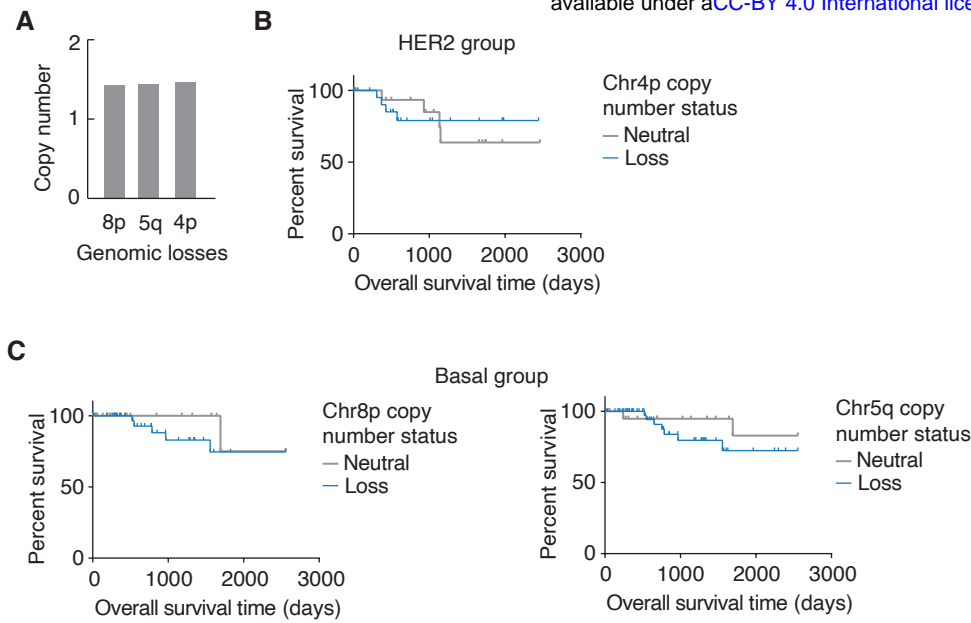 available under aCC-BY 4.0 International lice
A
2
1
0
Copy number
8p 5q 4p
Genomic losses
B
HER2 group
100
50
0
Percent survival
0 1000 2000 3000
Overall survival time (days)
Chr4p copy
number status
Neutral
Loss
C
Basal group
100
50
0
Percent survival
0 1000 2000 3000
Overall survival time (days)
Chr8p copy
number status
Neutral
Loss
100
50
0
Percent survival
0 1000 2000 3000
Overall survival time (days)
Chr5q copy
number status
Neutral
Loss